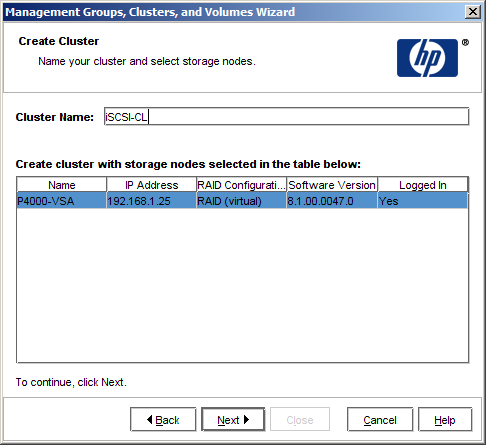 Management Groups, Clusters, and Volumes Wizard
Create Cluster
Name your cluster and select storage nodes.
hp ®
Cluster Name: iSCSI-CL
Create cluster with storage nodes selected in the table below:
Name IP Address RAID Configurati... Software Version Logged In
P4000-VSA 192.168.1.25 RAID (virtual) 8.1.00.0047.0 Yes
To continue, click Next.
Back Next Close Cancel Help